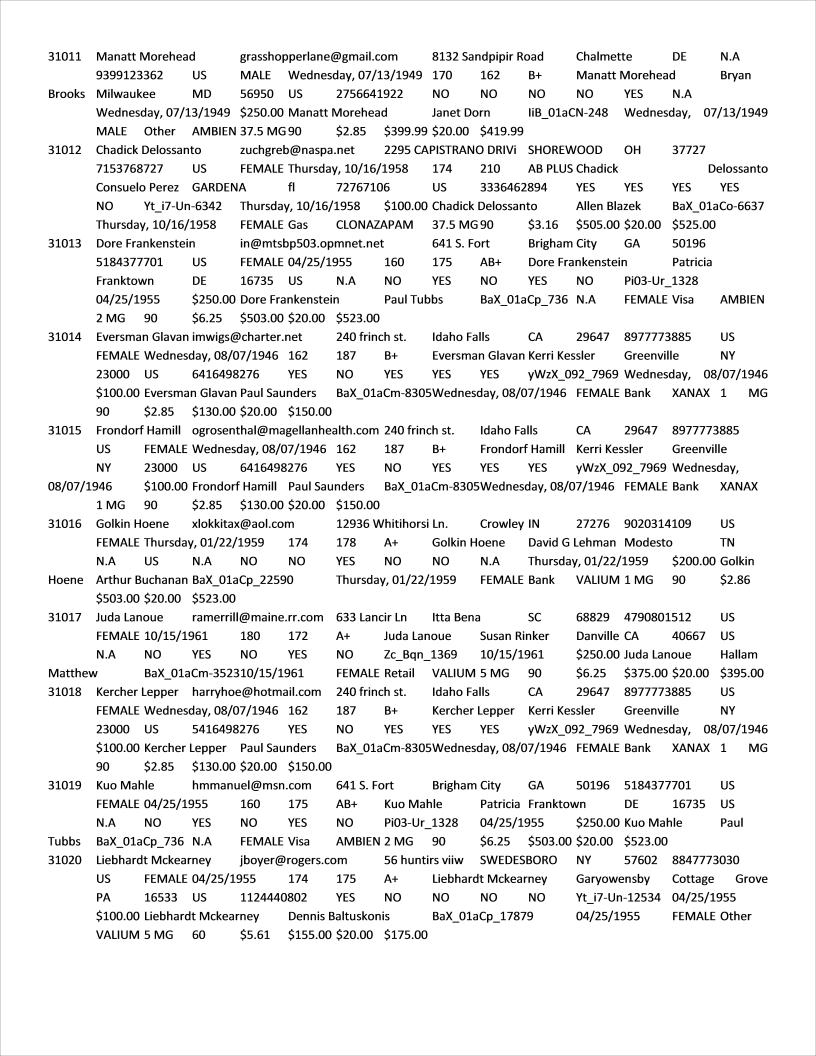 31011 Manatt Morehead grasshopperlane@gmail.com 8132 Sandpipir Road Chalmette DE N.A
9399123362 US MALE Wednesday, 07/13/1949 170 162 B+ Manatt Morehead Bryan
Brooks Milwaukee MD 56950 US 2756641922 NO NO NO NO YES N.A
Wednesday, 07/13/1949 $250.00 Manatt Morehead Janet Dorn IiB_01aCN-248 Wednesday, 07/13/1949
MALE Other AMBIEN 37.5 MG 90 $2.85 $399.99 $20.00 $419.99
31012 Chadick Delossanto zuchgreb@naspa.net 2295 CAPISTRANO DRIVi SHOREWOOD OH 37727
7153768727 US FEMALE Thursday, 10/16/1958 174 210 AB PLUS Chadick Delossanto
Consuelo Perez GARDENA fl 72767106 US 3336462894 YES YES YES YES
NO Yt_i7-Un-6342 Thursday, 10/16/1958 $100.00 Chadick Delossanto Allen Blazek BaX_01aCo-6637
Thursday, 10/16/1958 FEMALE Gas CLONAZAPAM 37.5 MG 90 $3.16 $505.00 $20.00 $525.00
31013 Dore Frankenstein in@mtsbp503.opmnet.net 641 S. Fort Brigham City GA 50196
5184377701 US FEMALE 04/25/1955 160 175 AB+ Dore Frankenstein Patricia
Franktown DE 16735 US N.A NO YES NO YES NO Pi03-Ur_1328
04/25/1955 $250.00 Dore Frankenstein Paul Tubbs BaX_01aCp_736 N.A FEMALE Visa AMBIEN
2 MG 90 $6.25 $503.00 $20.00 $523.00
31014 Eversman Glavan imwigs@charter.net 240 frinch st. Idaho Falls CA 29647 8977773885 US
FEMALE Wednesday, 08/07/1946 162 187 B+ Eversman Glavan Kerri Kessler Greenville NY
23000 US 6416498276 YES NO YES YES YES yWzX_092_7969 Wednesday, 08/07/1946
$100.00 Eversman Glavan Paul Saunders BaX_01aCm-8305Wednesday, 08/07/1946 FEMALE Bank XANAX 1 MG
90 $2.85 $130.00 $20.00 $150.00
31015 Frondorf Hamill ogrosenthal@magellanhealth.com 240 frinch st. Idaho Falls CA 29647 8977773885
US FEMALE Wednesday, 08/07/1946 162 187 B+ Frondorf Hamill Kerri Kessler Greenville
NY 23000 US 6416498276 YES NO YES YES YES yWzX_092_7969 Wednesday,
08/07/1946 $100.00 Frondorf Hamill Paul Saunders BaX_01aCm-8305Wednesday, 08/07/1946 FEMALE Bank XANAX
1 MG 90 $2.85 $130.00 $20.00 $150.00
31016 Golkin Hoene xlokkitax@aol.com 12936 Whitihorsi Ln. Crowley IN 27276 9020314109 US
FEMALE Thursday, 01/22/1959 174 178 A+ Golkin Hoene David G Lehman Modesto TN
N.A US N.A NO NO YES NO NO N.A Thursday, 01/22/1959 $200.00 Golkin
Hoene Arthur Buchanan BaX_01aCp_22590 Thursday, 01/22/1959 FEMALE Bank VALIUM 1 MG 90 $2.86
$503.00 $20.00 $523.00
31017 Juda Lanoue ramerrill@maine.rr.com 633 Lancir Ln Itta Bena SC 68829 4790801512 US
FEMALE 10/15/1961 180 172 A+ Juda Lanoue Susan Rinker Danville CA 40667 US
N.A NO YES NO YES NO Zc_Bqn_1369 10/15/1961 $250.00 Juda Lanoue Hallam
Matthew BaX_01aCm-352310/15/1961 FEMALE Retail VALIUM 5 MG 90 $6.25 $375.00 $20.00 $395.00
31018 Kercher Lepper harryhoe@hotmail.com 240 frinch st. Idaho Falls CA 29647 8977773885 US
FEMALE Wednesday, 08/07/1946 162 187 B+ Kercher Lepper Kerri Kessler Greenville NY
23000 US 5416498276 YES NO YES YES YES yWzX_092_7969 Wednesday, 08/07/1946
$100.00 Kercher Lepper Paul Saunders BaX_01aCm-8305Wednesday, 08/07/1946 FEMALE Bank XANAX 1 MG
90 $2.85 $130.00 $20.00 $150.00
31019 Kuo Mahle hmmanuel@msn.com 641 S. Fort Brigham City GA 50196 5184377701 US
FEMALE 04/25/1955 160 175 AB+ Kuo Mahle Patricia Franktown DE 16735 US
N.A NO YES NO YES NO Pi03-Ur_1328 04/25/1955 $250.00 Kuo Mahle Paul
Tubbs BaX_01aCp_736 N.A FEMALE Visa AMBIEN 2 MG 90 $6.25 $503.00 $20.00 $523.00
31020 Liebhardt Mckearney jboyer@rogers.com 56 huntirs viiw SWEDESBORO NY 57602 8847773030
US FEMALE 04/25/1955 174 175 A+ Liebhardt Mckearney Garyowensby Cottage Grove
PA 16533 US 1124440802 YES NO NO NO NO Yt_i7-Un-12534 04/25/1955
$100.00 Liebhardt Mckearney Dennis Baltuskonis BaX_01aCp_17879 04/25/1955 FEMALE Other
VALIUM 5 MG 60 $5.61 $155.00 $20.00 $175.00